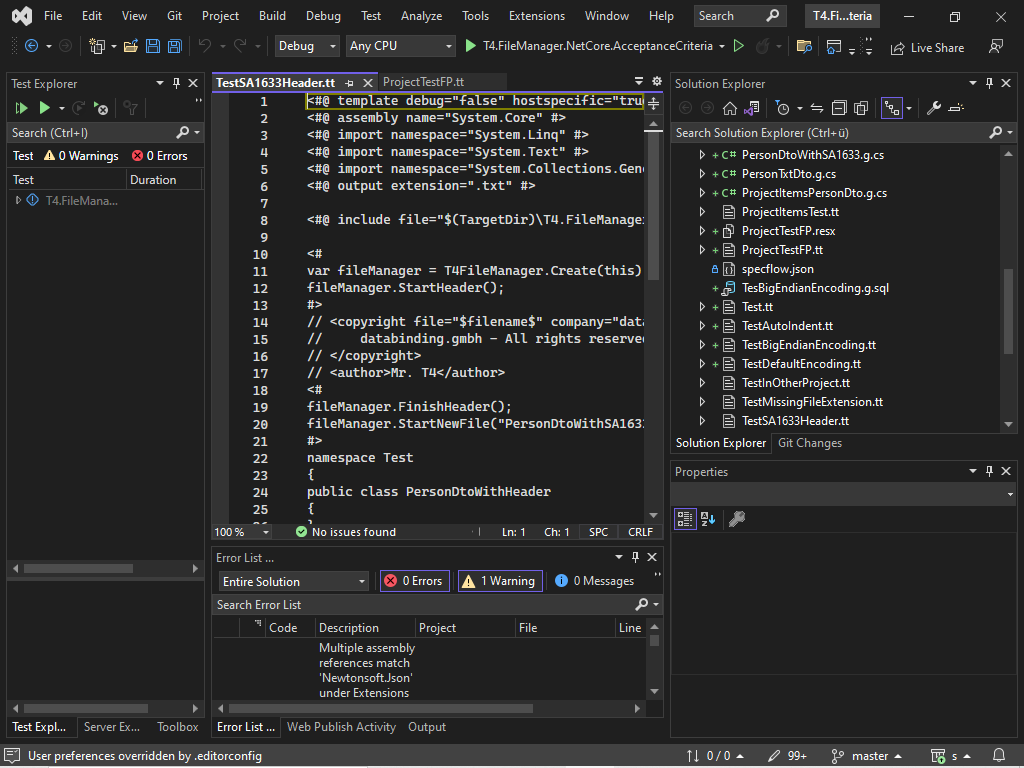 File Edit View Git Project Build Debug Test Analyze Tools Extensions Window Help Search T4.Fi...teria
Debug Any CPU T4.FileManager.NetCore.AcceptanceCriteria Live Share
Test Explorer
Search (Ctrl+I)
Test 0 Warnings 0 Errors
Test Duration
T4.FileMana...
Test Expl... Server Ex... Toolbox
TestSA1633Header.tt ProjectTestFP.tt
1 <#@ template debug="false" hostspecific="tru
2 <#@ assembly name="System.Core" #>
3 <#@ import namespace="System.Linq" #>
4 <#@ import namespace="System.Text" #>
5 <#@ import namespace="System.Collections.Gen
6 <#@ output extension=".txt" #>
7
8 <#@ include file="$(TargetDir)\T4.FileManage
9
10 <#
11 var fileManager = T4FileManager.Create(this)
12 fileManager.StartHeader();
13 #>
14 // <copyright file="$filename$" company="data
15 //     databinding.gmbh - All rights reserve
16 // </copyright>
17 // <author>Mr. T4</author>
18 <#
19 fileManager.FinishHeader();
20 fileManager.StartNewFile("PersonDtoWithSA163
21 #>
22 namespace Test
23 {
24 public class PersonDtoWithHeader
25 {
100 % No issues found Ln: 1 Ch: 1 SPC CRLF
Error List ...
Entire Solution 0 Errors 1 Warning 0 Messages
Search Error List
Code Description Project File Line
Multiple assembly
references match
'Newtonsoft.Json'
under Extensions
Error List ... Web Publish Activity Output
Solution Explorer
Search Solution Explorer (Ctrl+ü)
PersonDtoWithSA1633.g.cs
PersonTxtDto.g.cs
ProjectItemsPersonDto.g.cs
ProjectItemsTest.tt
ProjectTestFP.resx
ProjectTestFP.tt
specflow.json
TesBigEndianEncoding.g.sql
Test.tt
TestAutoIndent.tt
TestBigEndianEncoding.tt
TestDefaultEncoding.tt
TestInOtherProject.tt
TestMissingFileExtension.tt
TestSA1633Header.tt
Solution Explorer Git Changes
Properties
User preferences overridden by .editorconfig 0 / 0 99+ master s